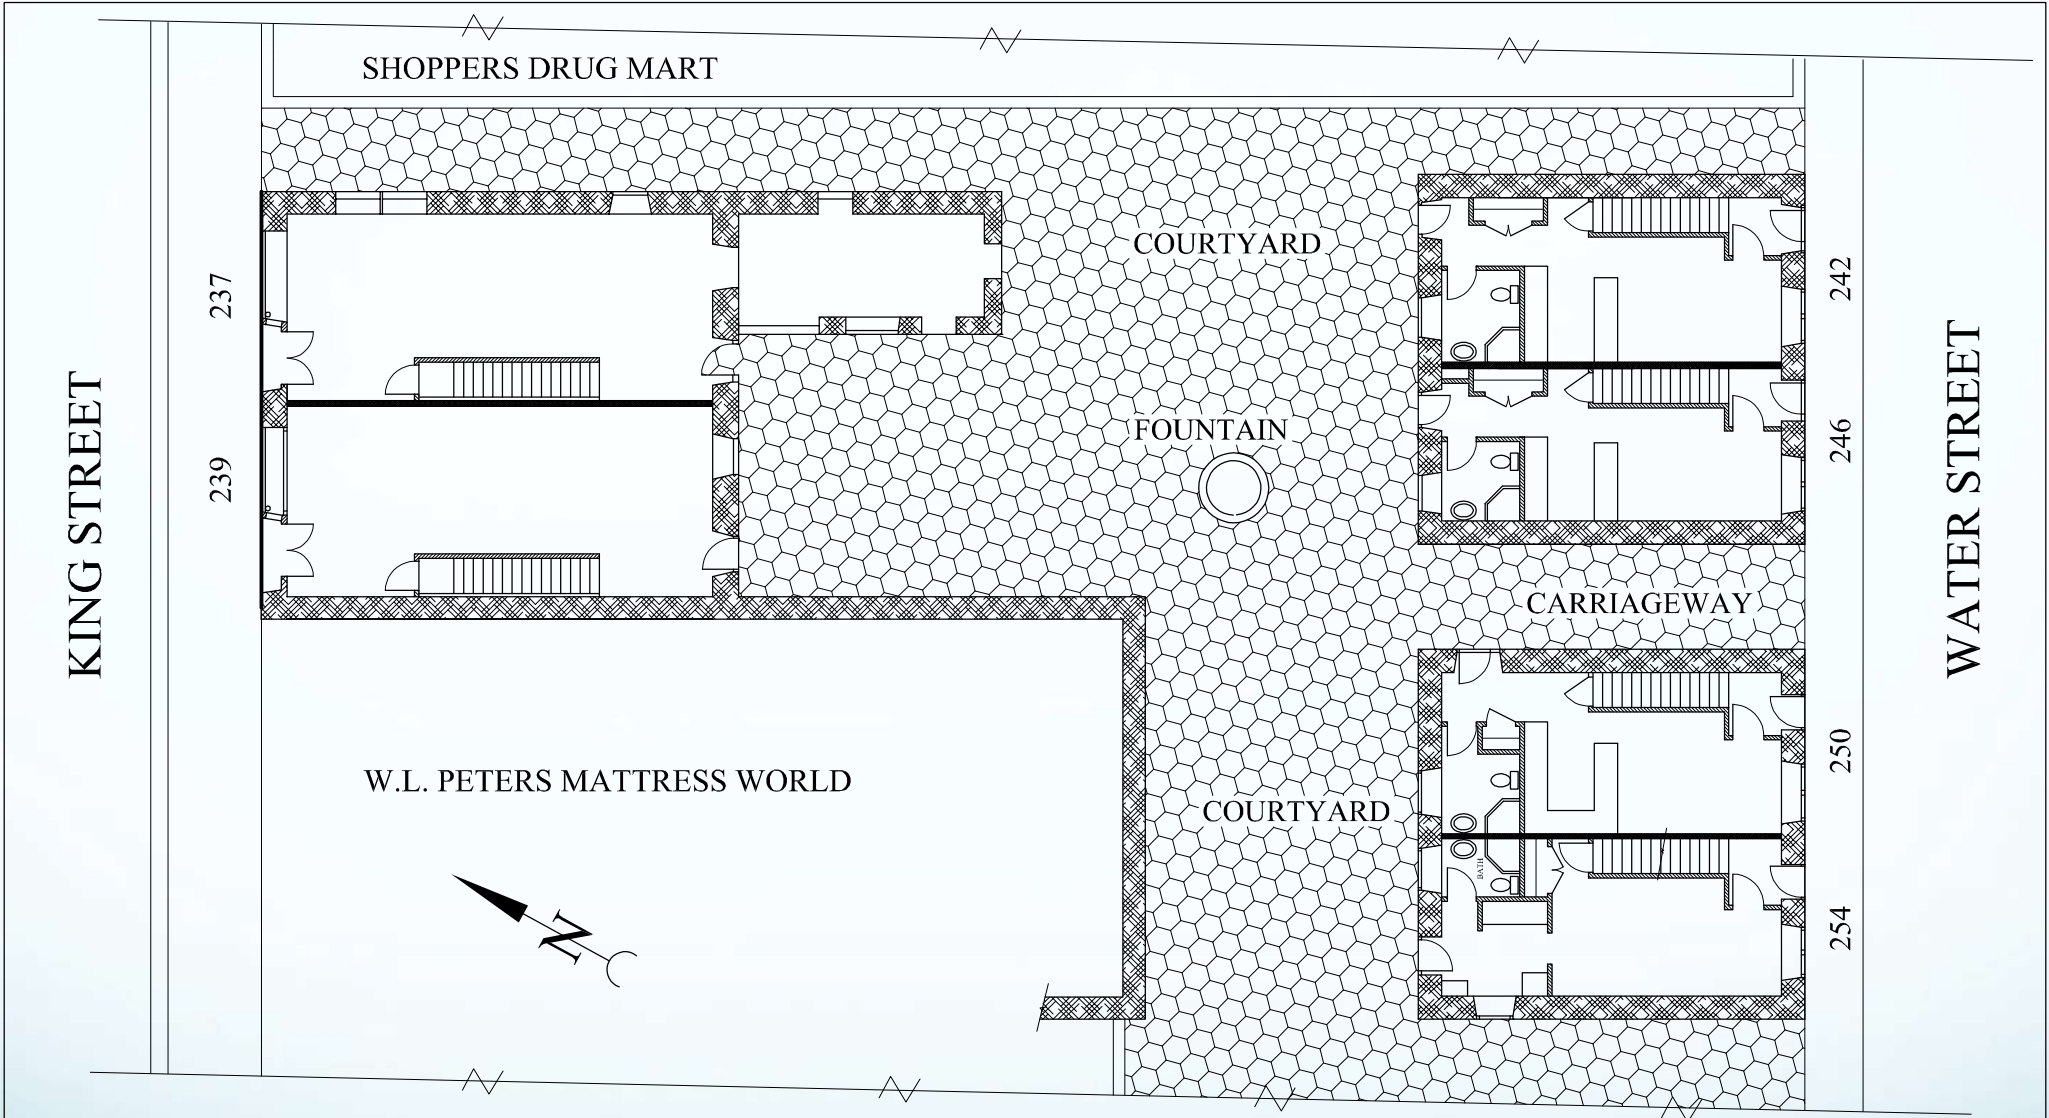 SHOPPERS DRUG MART
COURTYARD
237
242
KING STREET
239
FOUNTAIN
246
WATER STREET
CARRIAGEWAY
W.L. PETERS MATTRESS WORLD
COURTYARD
250
BATH
254
N